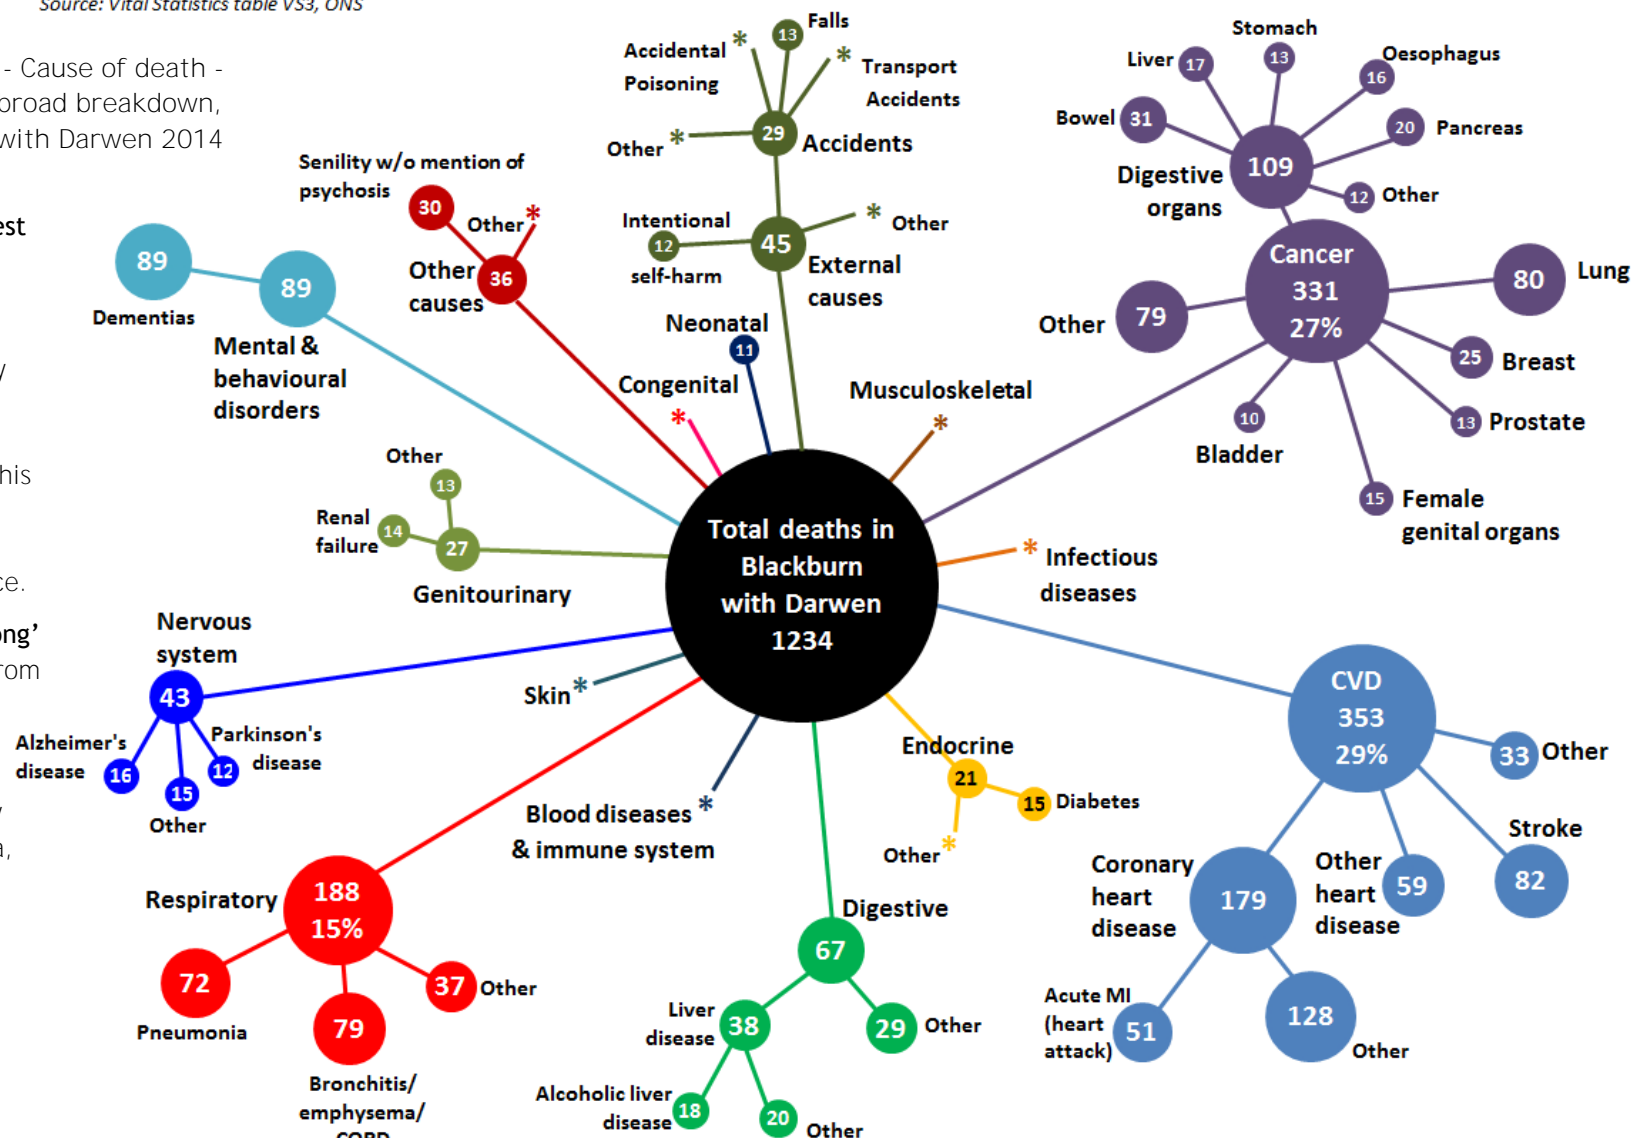 Source: Vital Statistics table VS3, ONS
- Cause of death -
broad breakdown,
with Darwen 2014
est
his
ce.
ong’
rom
a,
Accidental
Poisoning
*
13
Falls
*
Transport
Accidents
Other
*
29
Accidents
Intentional
12
self-harm
45
*
Other
External
causes
Senility w/o mention of
psychosis
30
Other
*
Other
causes
36
89
Dementias
89
Mental &
behavioural
disorders
Neonatal
11
Congenital
*
Musculoskeletal
*
Stomach
13
Liver
17
Oesophagus
16
Bowel
31
20
Pancreas
109
Digestive
organs
12
Other
Cancer
331
27%
80
Lung
Other
79
25
Breast
10
Bladder
13
Prostate
15
Female
genital organs
Other
13
Renal
failure
14
27
Genitourinary
Total deaths in
Blackburn
with Darwen
1234
*
Infectious
diseases
Nervous
system
43
Alzheimer's
disease
16
15
Other
12
Parkinson's
disease
Skin
*
Blood diseases
*
& immune system
Endocrine
21
15
Diabetes
Other
*
CVD
353
29%
33
Other
Stroke
82
Other
heart
disease
59
Coronary
heart
disease
179
Acute MI
(heart
attack)
51
128
Other
Respiratory
188
15%
72
Pneumonia
79
Bronchitis/
emphysema/
COPD
37
Other
Digestive
67
Liver
disease
38
29
Other
Alcoholic liver
disease
18
20
Other